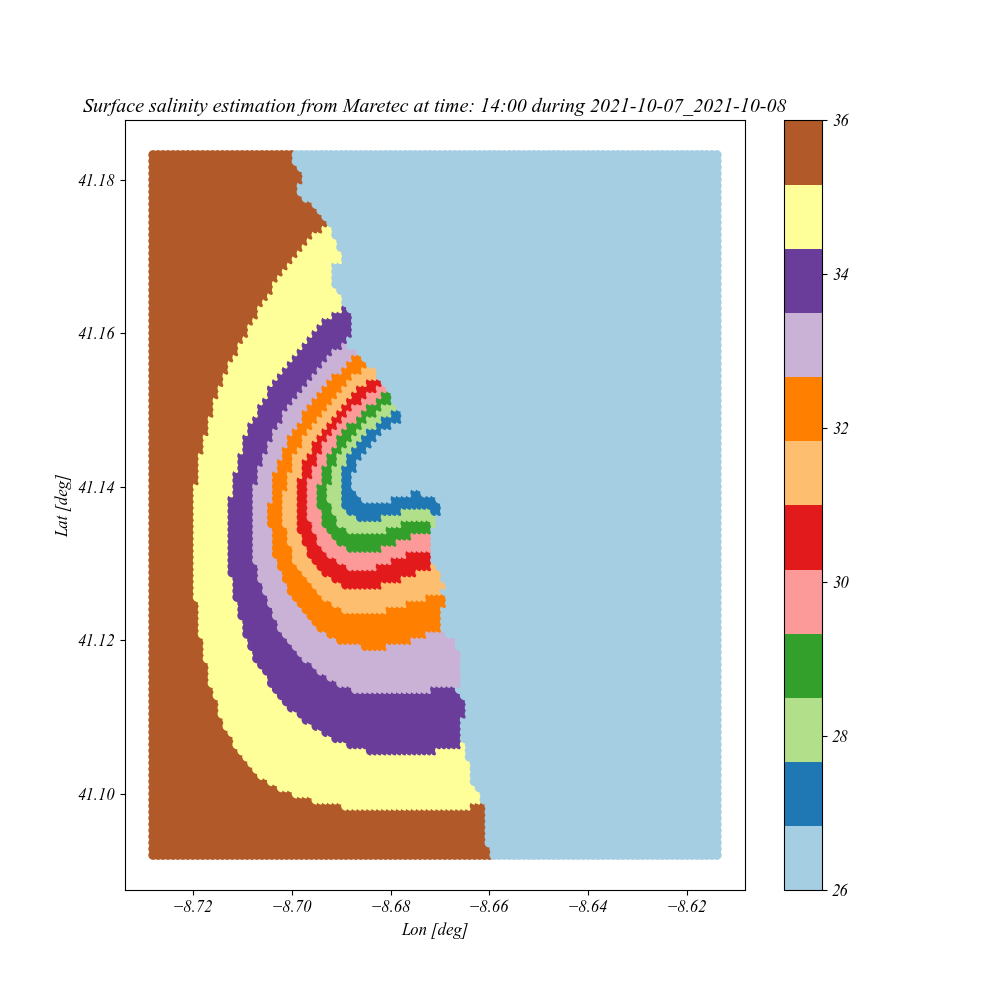 Surface salinity estimation from Maretec at time: 14:00 during 2021-10-07_2021-10-08
36
34
32
30
28
26
41.18
41.16
41.14
41.12
41.10
Lat [deg]
−8.72 −8.70 −8.68 −8.66 −8.64 −8.62
Lon [deg]